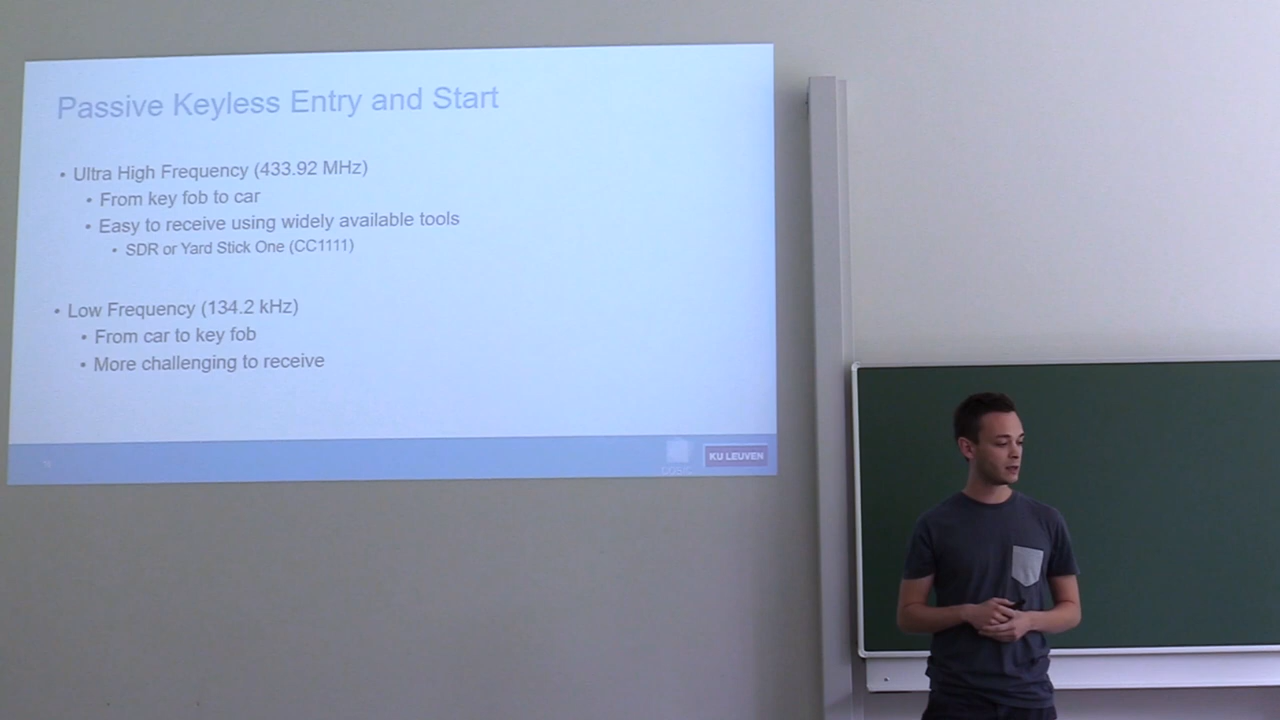 Passive Keyless Entry and Start
• Ultra High Frequency (433.92 MHz)
• From key fob to car
• Easy to receive using widely available tools
• SDR or Yard Stick One (CC1111)
• Low Frequency (134.2 kHz)
• From car to key fob
• More challenging to receive
COSIC
KU LEUVEN